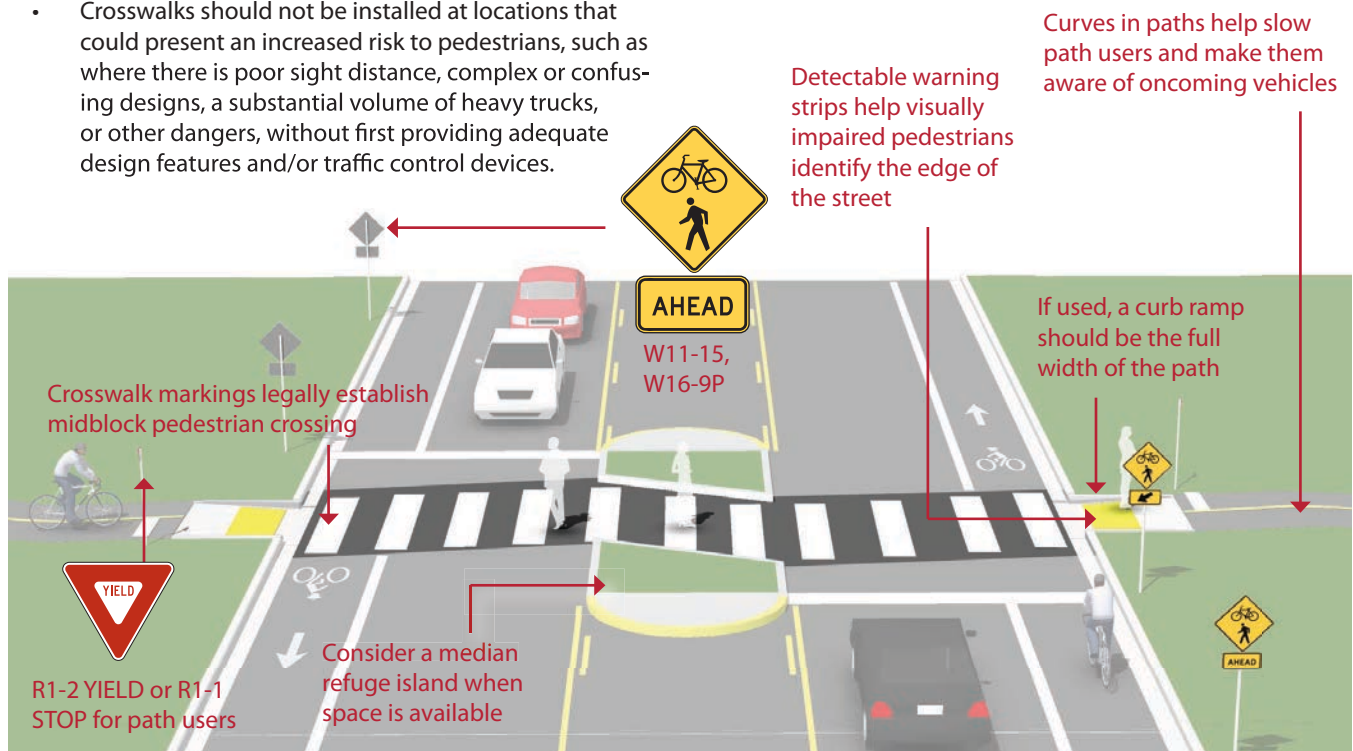 • Crosswalks should not be installed at locations that
could present an increased risk to pedestrians, such as
where there is poor sight distance, complex or confus-
ing designs, a substantial volume of heavy trucks,
or other dangers, without first providing adequate
design features and/or traffic control devices.
Curves in paths help slow
path users and make them
aware of oncoming vehicles
Detectable warning
strips help visually
impaired pedestrians
identify the edge of
the street
AHEAD
W11-15,
W16-9P
If used, a curb ramp
should be the full
width of the path
Crosswalk markings legally establish
midblock pedestrian crossing
YIELD
R1-2 YIELD or R1-1
STOP for path users
Consider a median
refuge island when
space is available
AHEAD